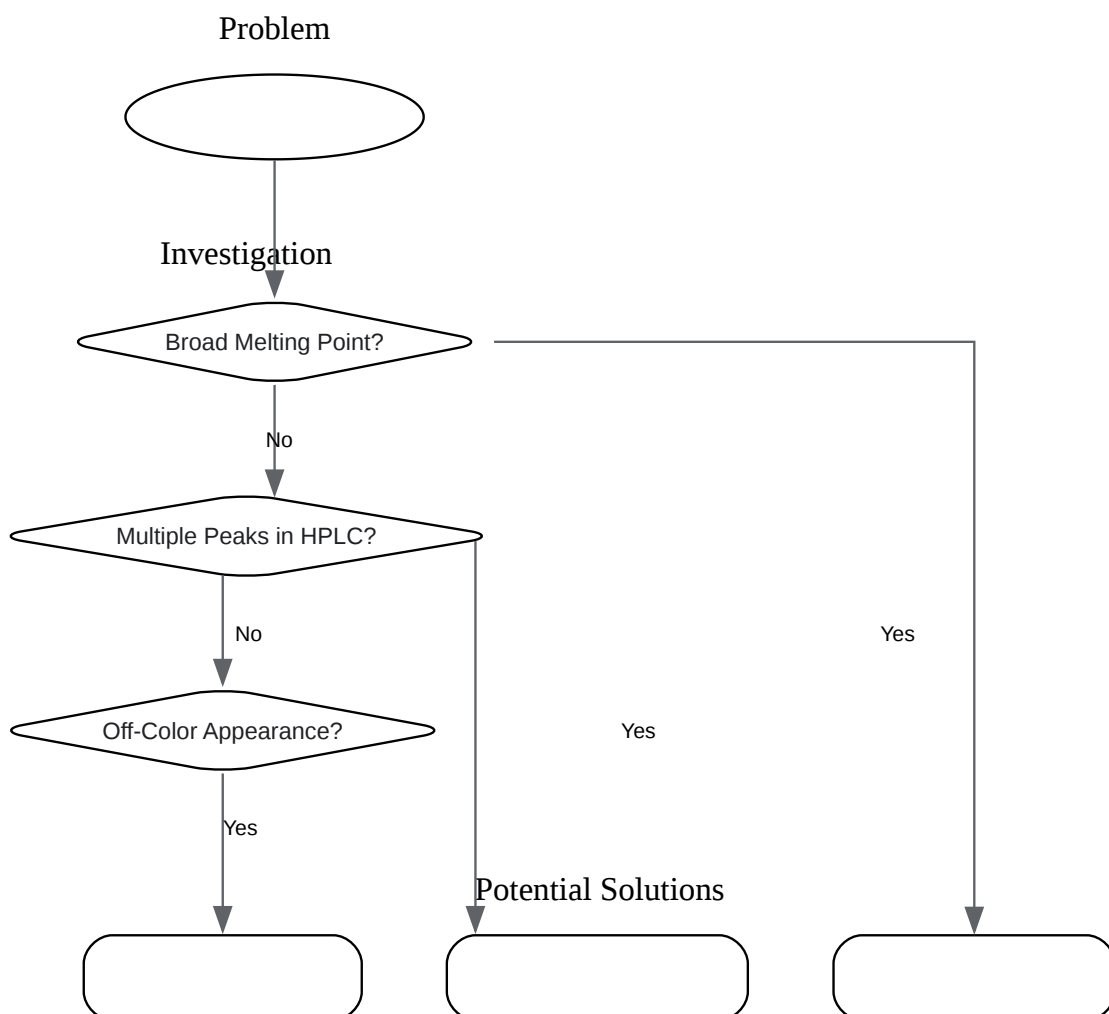 Problem
Investigation
Broad Melting Point?
No
Multiple Peaks in HPLC?
No
Yes
Off-Color Appearance?
Yes
Yes
Potential Solutions